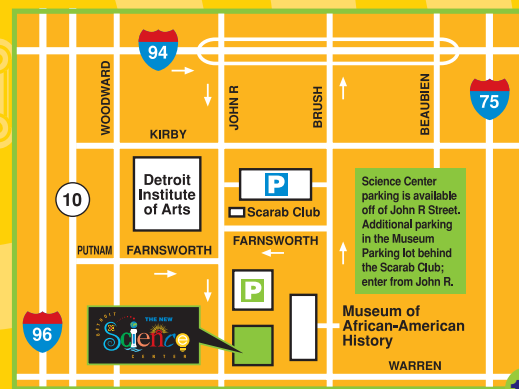 94
75
WOODWARD
JOHN R
BRUSH
BEAUBIEN
KIRBY
10
Detroit
Institute
of Arts
P
Scarab Club
Science Center
parking is available
off of John R Street.
Additional parking
in the Museum
Parking lot behind
the Scarab Club;
enter from John R.
PUTNAM
FARNSWORTH
FARNSWORTH
P
96
DETROIT
THE NEW
Science
CENTER
Museum of
African-American
History
WARREN